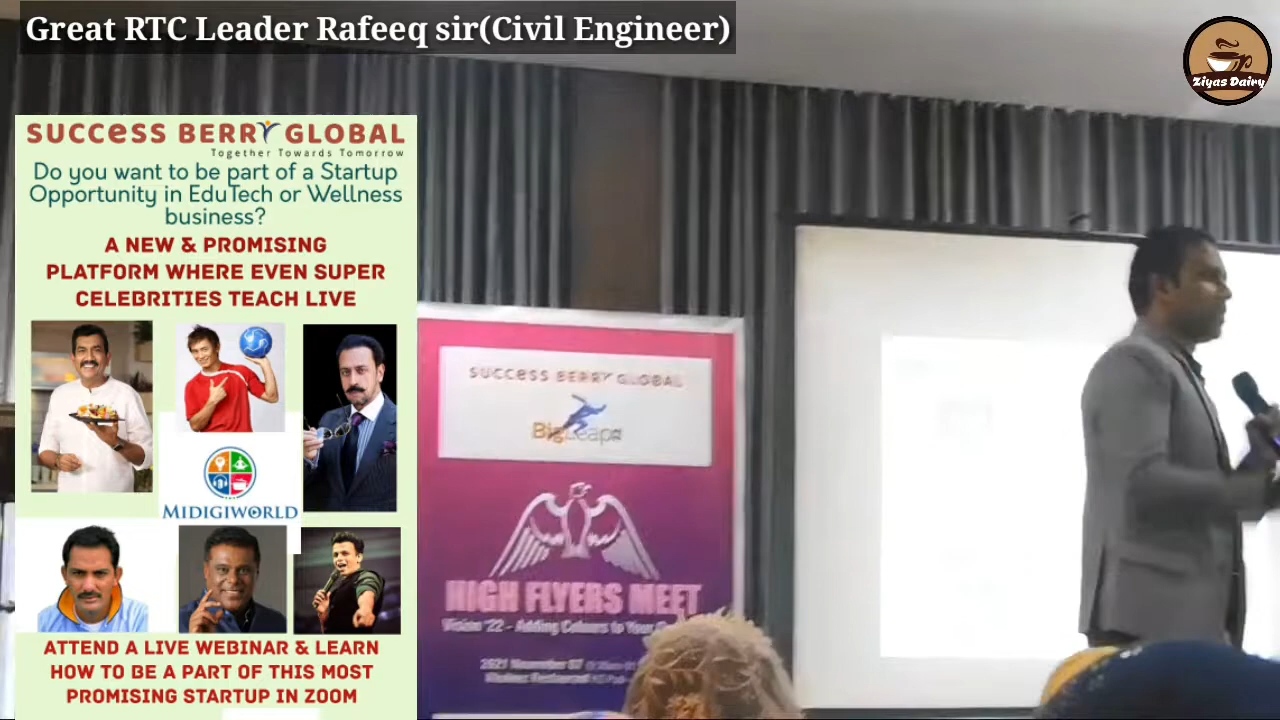 Great RTC Leader Rafeeq sir(Civil Engineer)
Ziyas Dairy
SUCCeSS BERRY GLOBAL
Together Towards Tomorrow
Do you want to be part of a Startup
Opportunity in EduTech or Wellness
business?
A NEW & PROMISING
PLATFORM WHERE EVEN SUPER
CELEBRITIES TEACH LIVE
MIDIGIWORLD
ATTEND A LIVE WEBINAR & LEARN
HOW TO BE A PART OF THIS MOST
PROMISING STARTUP IN ZOOM
SUCCeSS BERRY GLOBAL
BigLeap
HIGH FLYERS MEET
Vision '22 - Adding Colours to Your
2021 November 07